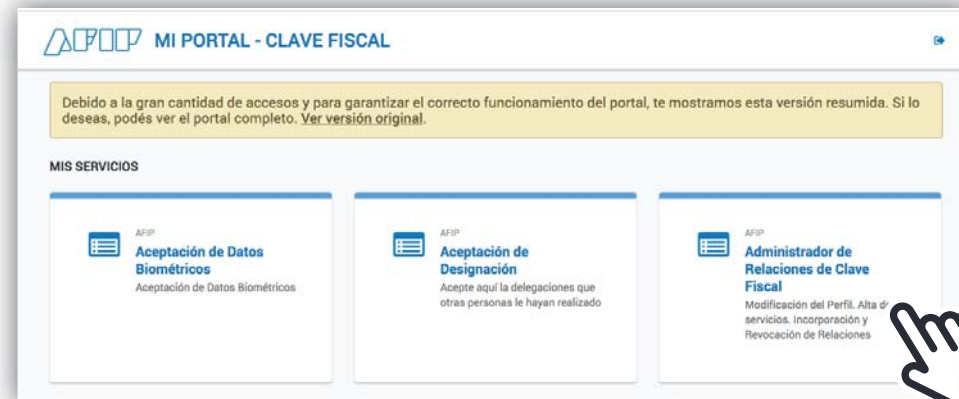 AFIP MI PORTAL - CLAVE FISCAL
Debido a la gran cantidad de accesos y para garantizar el correcto funcionamiento del portal, te mostramos esta versión resumida. Si lo
deseas, podés ver el portal completo. Ver versión original.
MIS SERVICIOS
AFIP
Aceptación de Datos
Biométricos
Aceptación de Datos Biométricos
AFIP
Aceptación de
Designación
Acepte aquí la delegaciones que
otras personas le hayan realizado
AFIP
Administrador de
Relaciones de Clave
Fiscal
Modificación del Perfil. Alta de
servicios. Incorporación y
Revocación de Relaciones